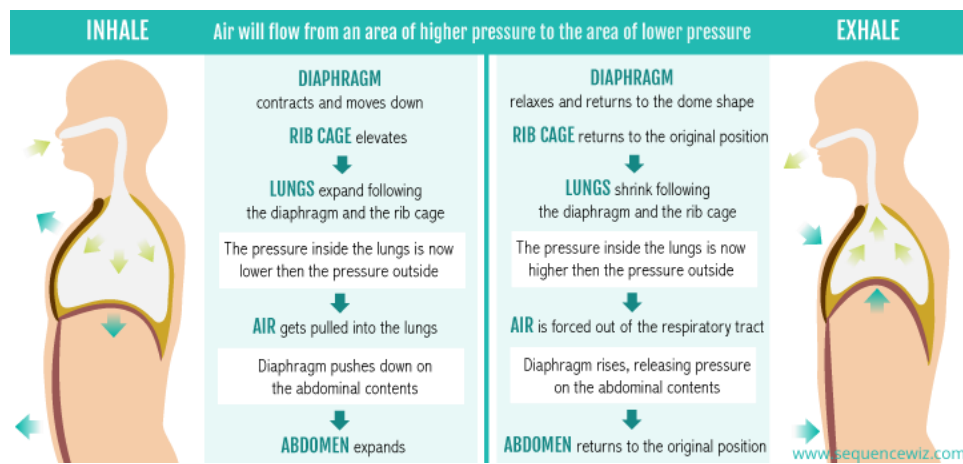 INHALE
Air will flow from an area of higher pressure to the area of lower pressure
EXHALE
DIAPHRAGM
contracts and moves down
RIB CAGE elevates
LUNGS expand following
the diaphragm and the rib cage
The pressure inside the lungs is now
lower then the pressure outside
AIR gets pulled into the lungs
Diaphragm pushes down on
the abdominal contents
ABDOMEN expands
DIAPHRAGM
relaxes and returns to the dome shape
RIB CAGE returns to the original position
LUNGS shrink following
the diaphragm and the rib cage
The pressure inside the lungs is now
higher then the pressure outside
AIR is forced out of the respiratory tract
Diaphragm rises, releasing pressure
on the abdominal contents
ABDOMEN returns to the original position
www.sequencewiz.com